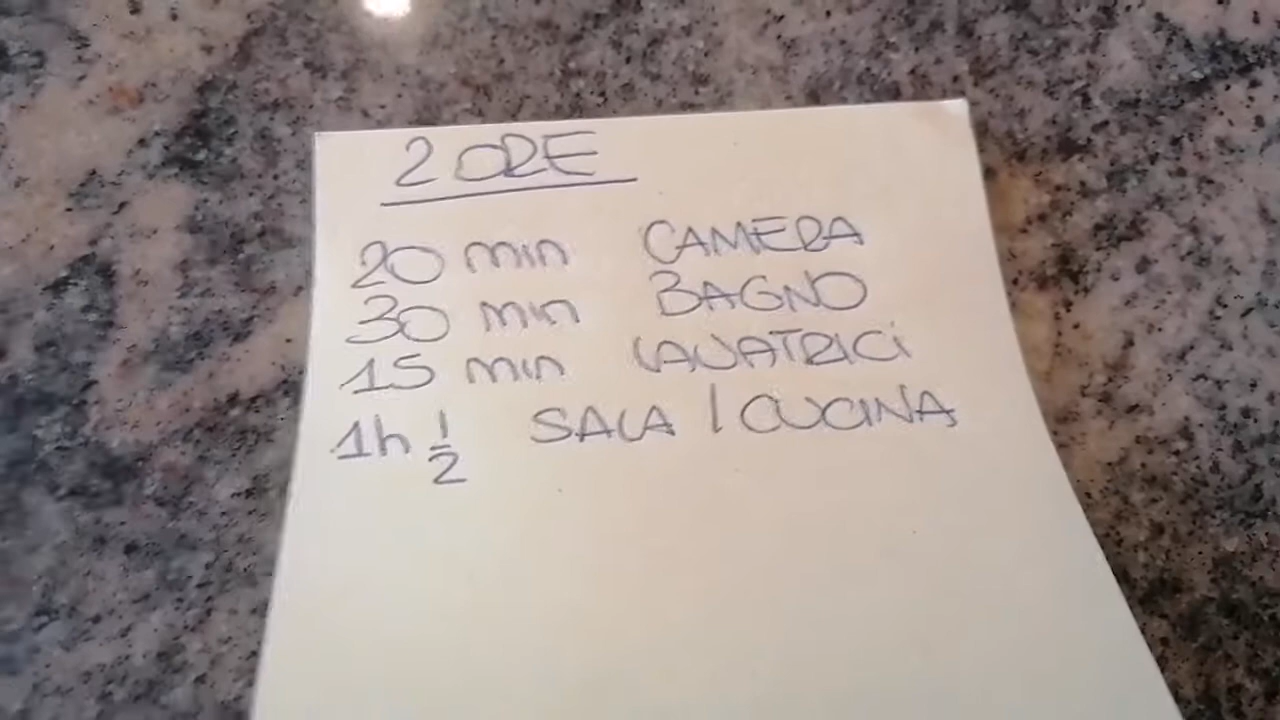 2 ORE
20 min CAMERA
30 min BAGNO
15 min LAVATRICI
1h 1/2 SALA / CUCINA